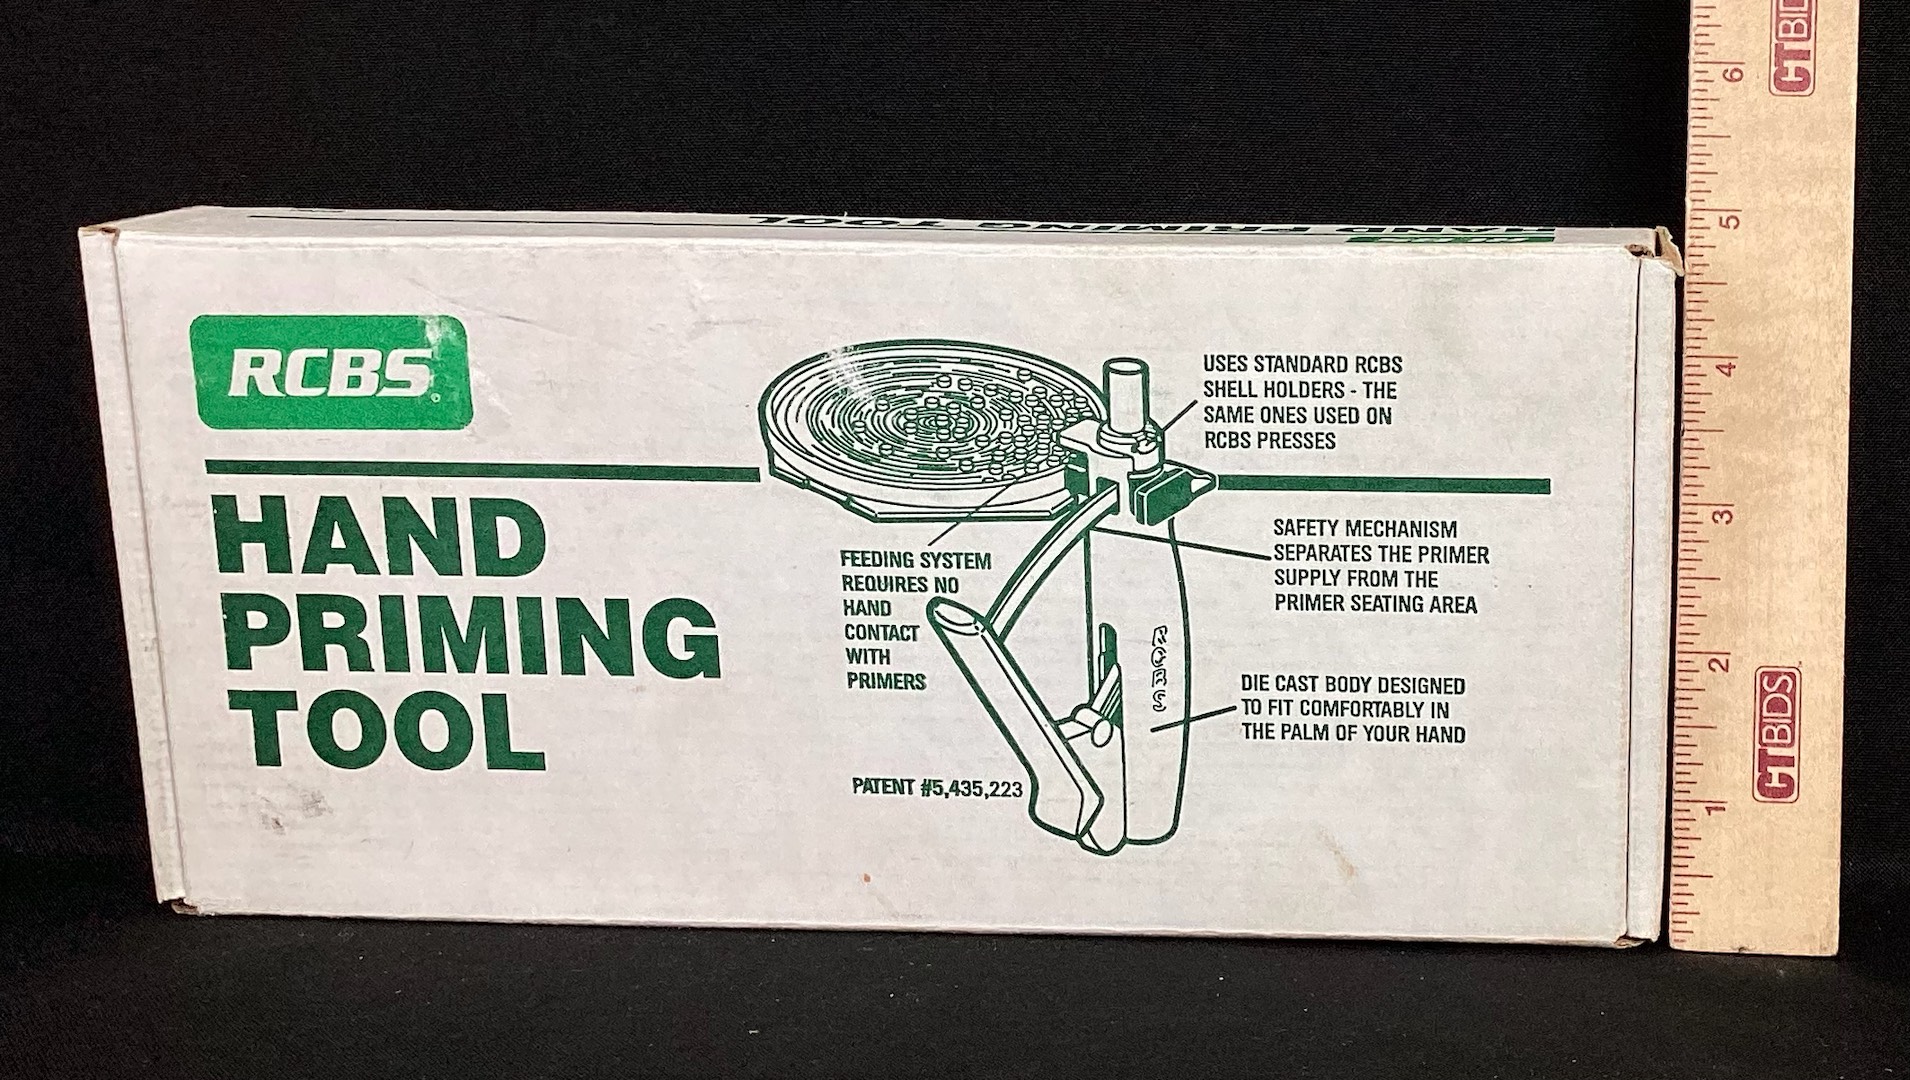 HAND PRIMING TOOL
RCBS
HAND
PRIMING
TOOL
USES STANDARD RCBS
SHELL HOLDERS - THE
SAME ONES USED ON
RCBS PRESSES
FEEDING SYSTEM
REQUIRES NO
HAND
CONTACT
WITH
PRIMERS
SAFETY MECHANISM
SEPARATES THE PRIMER
SUPPLY FROM THE
PRIMER SEATING AREA
RCBS
DIE CAST BODY DESIGNED
TO FIT COMFORTABLY IN
THE PALM OF YOUR HAND
PATENT #5,435,223
CTBIDS
6
5
4
3
2
CTBIDS
1